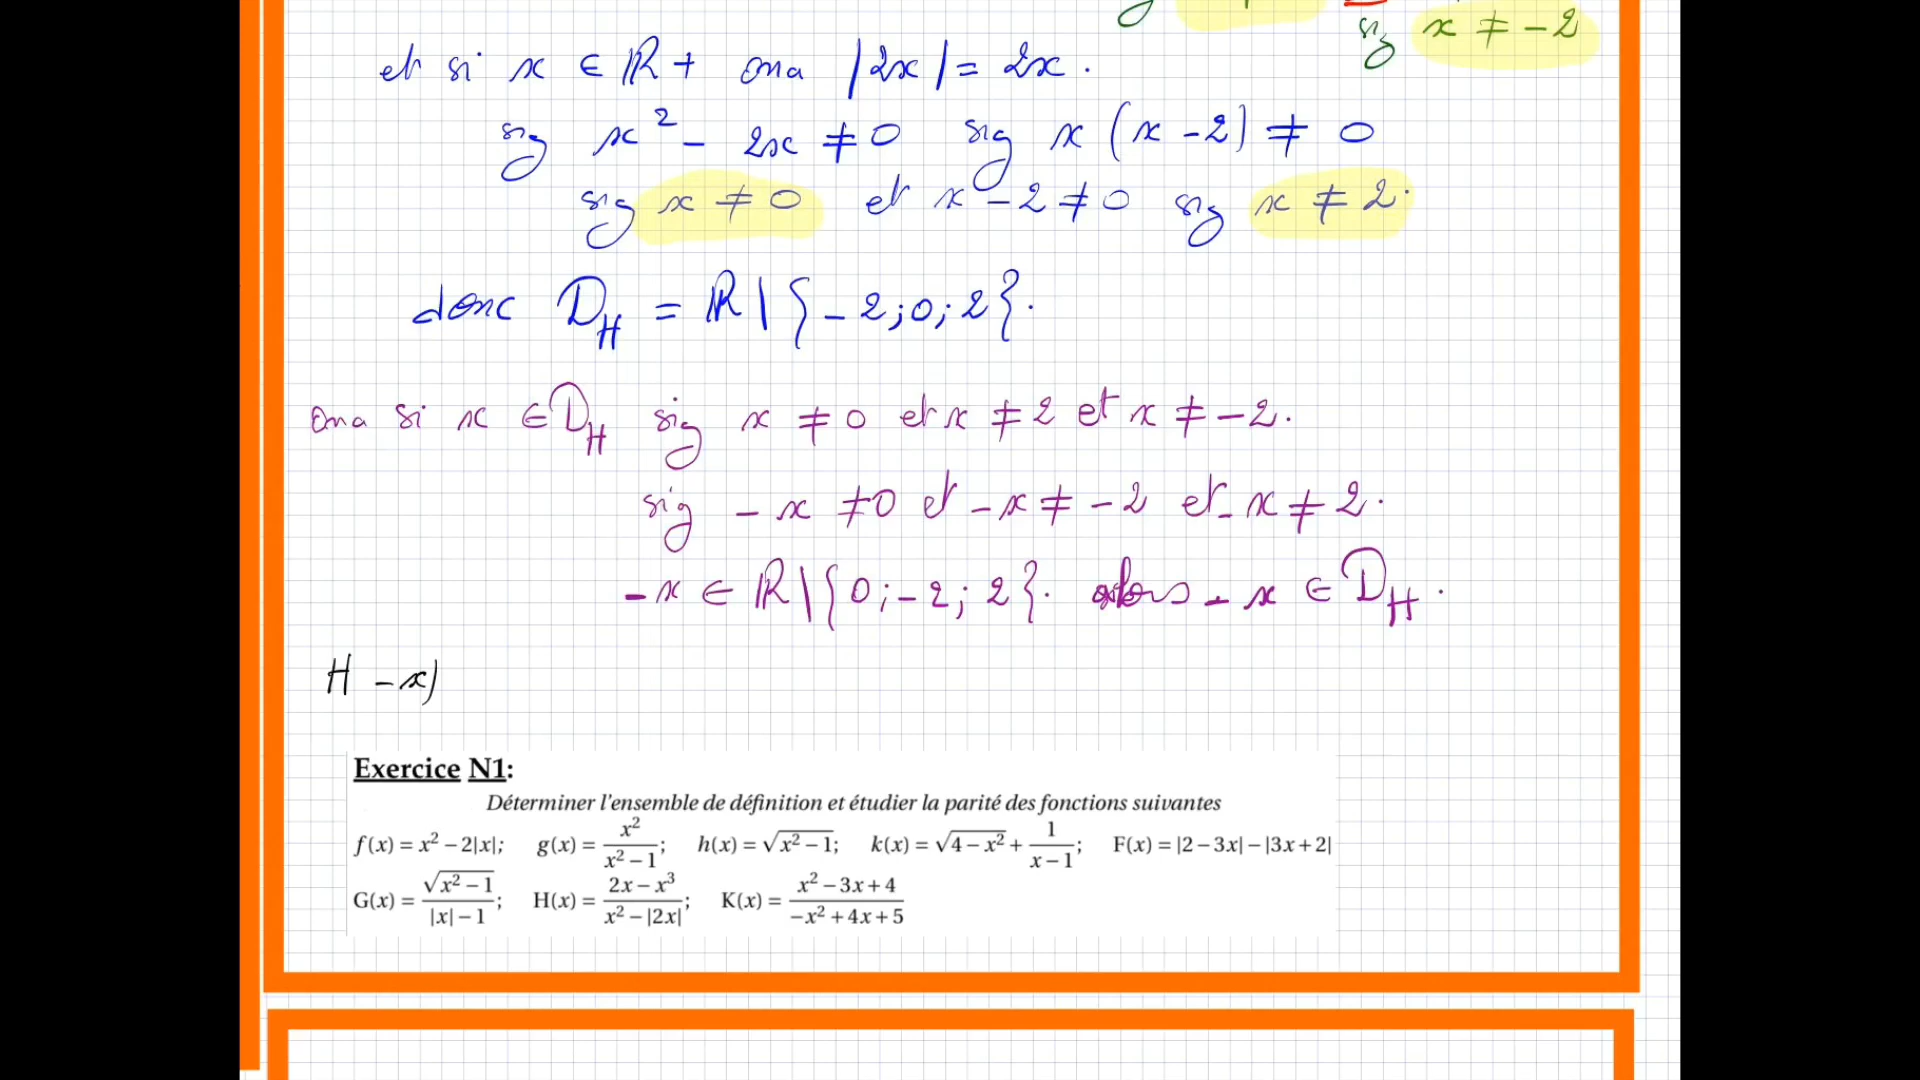 sig x ≠ -2
et si x ∈ ℝ+ ona |2x| = 2x.
sig x² - 2x ≠ 0 sig x(x-2) ≠ 0
sig x ≠ 0 et x-2 ≠ 0 sig x ≠ 2.
donc D_H = ℝ|{-2;0;2}.
ona si x ∈ D_H sig x ≠ 0 et x ≠ 2 et x ≠ -2.
sig -x ≠ 0 et -x ≠ -2 et -x ≠ 2.
-x ∈ ℝ|{0;-2;2}. alors -x ∈ D_H.
H -x)
Exercice N1:
Déterminer l'ensemble de définition et étudier la parité des fonctions suivantes
f(x) = x² – 2|x|; g(x) = x²/(x² – 1); h(x) = √(x² – 1); k(x) = √(4 – x²) + 1/(x – 1); F(x) = |2 – 3x| – |3x + 2|
G(x) = √(x² – 1)/(|x| – 1); H(x) = (2x – x³)/(x² – |2x|); K(x) = (x² – 3x + 4)/(–x² + 4x + 5)